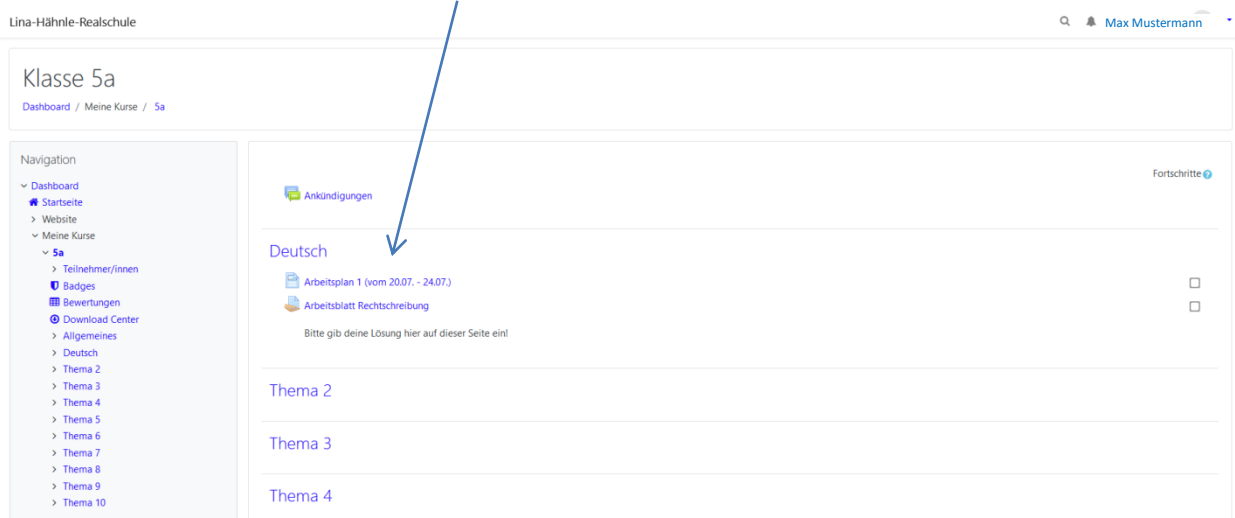 Lina-Hähnle-Realschule
Max Mustermann
Klasse 5a
Dashboard / Meine Kurse / 5a
Navigation
Dashboard
Startseite
Website
Meine Kurse
5a
Teilnehmer/innen
Badges
Bewertungen
Download Center
Allgemeines
Deutsch
Thema 2
Thema 3
Thema 4
Thema 5
Thema 6
Thema 7
Thema 8
Thema 9
Thema 10
Fortschritte
Ankündigungen
Deutsch
Arbeitsplan 1 (vom 20.07. - 24.07.)
Arbeitsblatt Rechtschreibung
Bitte gib deine Lösung hier auf dieser Seite ein!
Thema 2
Thema 3
Thema 4